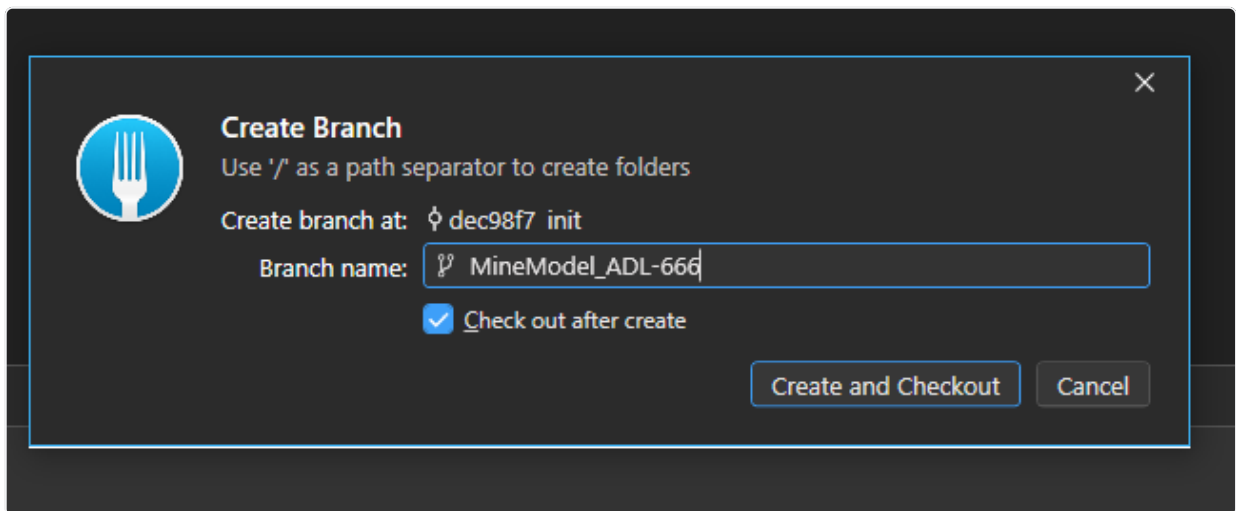 Create Branch
Use '/' as a path separator to create folders
Create branch at: dec98f7 init
Branch name: MineModel_ADL-666
Check out after create
Create and Checkout Cancel